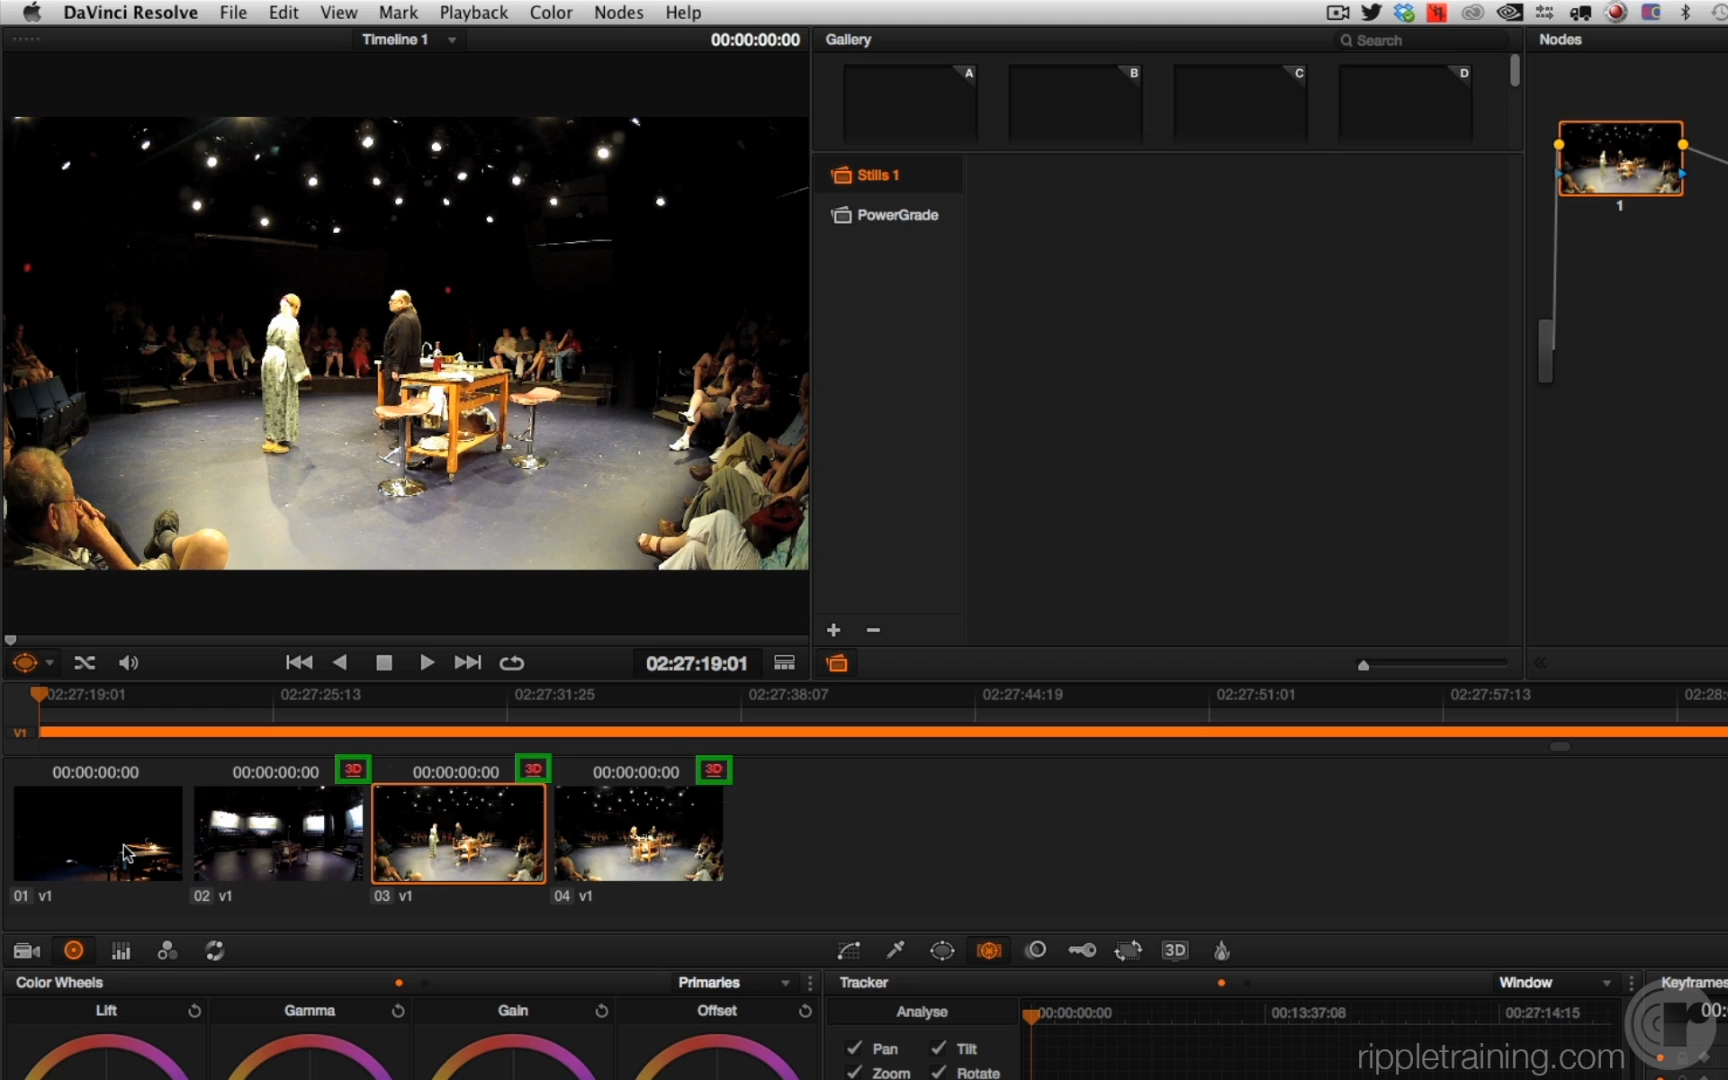 DaVinci Resolve File Edit View Mark Playback Color Nodes Help
Timeline 1 00:00:00:00
Gallery Search
Nodes
A B C D
Stills 1
PowerGrade
1
02:27:19:01
02:27:19:01 02:27:25:13 02:27:31:25 02:27:38:07 02:27:44:19 02:27:51:01 02:27:57:13 02:28:
V1
00:00:00:00 00:00:00:00 3D 00:00:00:00 3D 00:00:00:00 3D
01 v1 02 v1 03 v1 04 v1
3D
Color Wheels Primaries
Tracker Window
Keyframes
Lift Gamma Gain Offset
Analyse 00:00:00:00 00:13:37:08 00:27:14:15
00:
Pan Tilt
Zoom Rotate
rippletraining.com